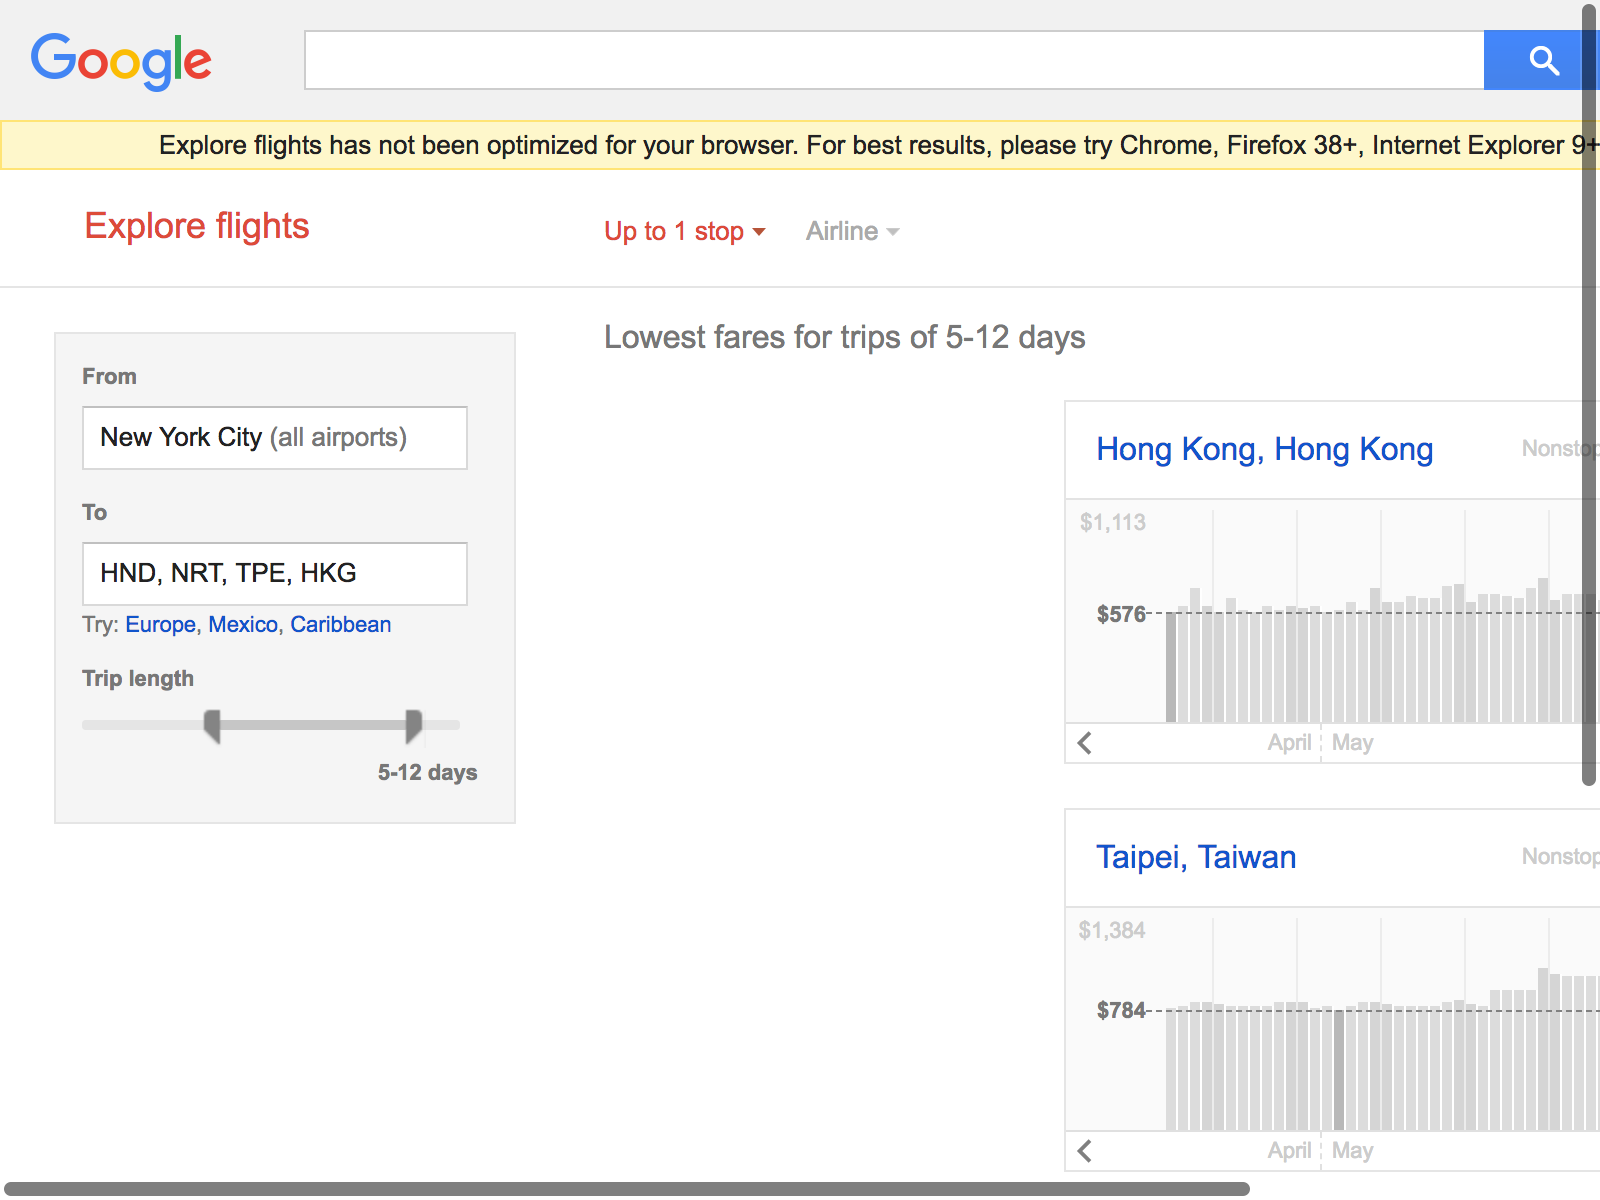 Google
Explore flights has not been optimized for your browser. For best results, please try Chrome, Firefox 38+, Internet Explorer 9+
Explore flights
Up to 1 stop
Airline
Lowest fares for trips of 5-12 days
From
New York City (all airports)
To
HND, NRT, TPE, HKG
Try: Europe, Mexico, Caribbean
Trip length
5-12 days
Hong Kong, Hong Kong
Nonstop
$1,113
$576
April
May
Taipei, Taiwan
Nonstop
$1,384
$784
April
May